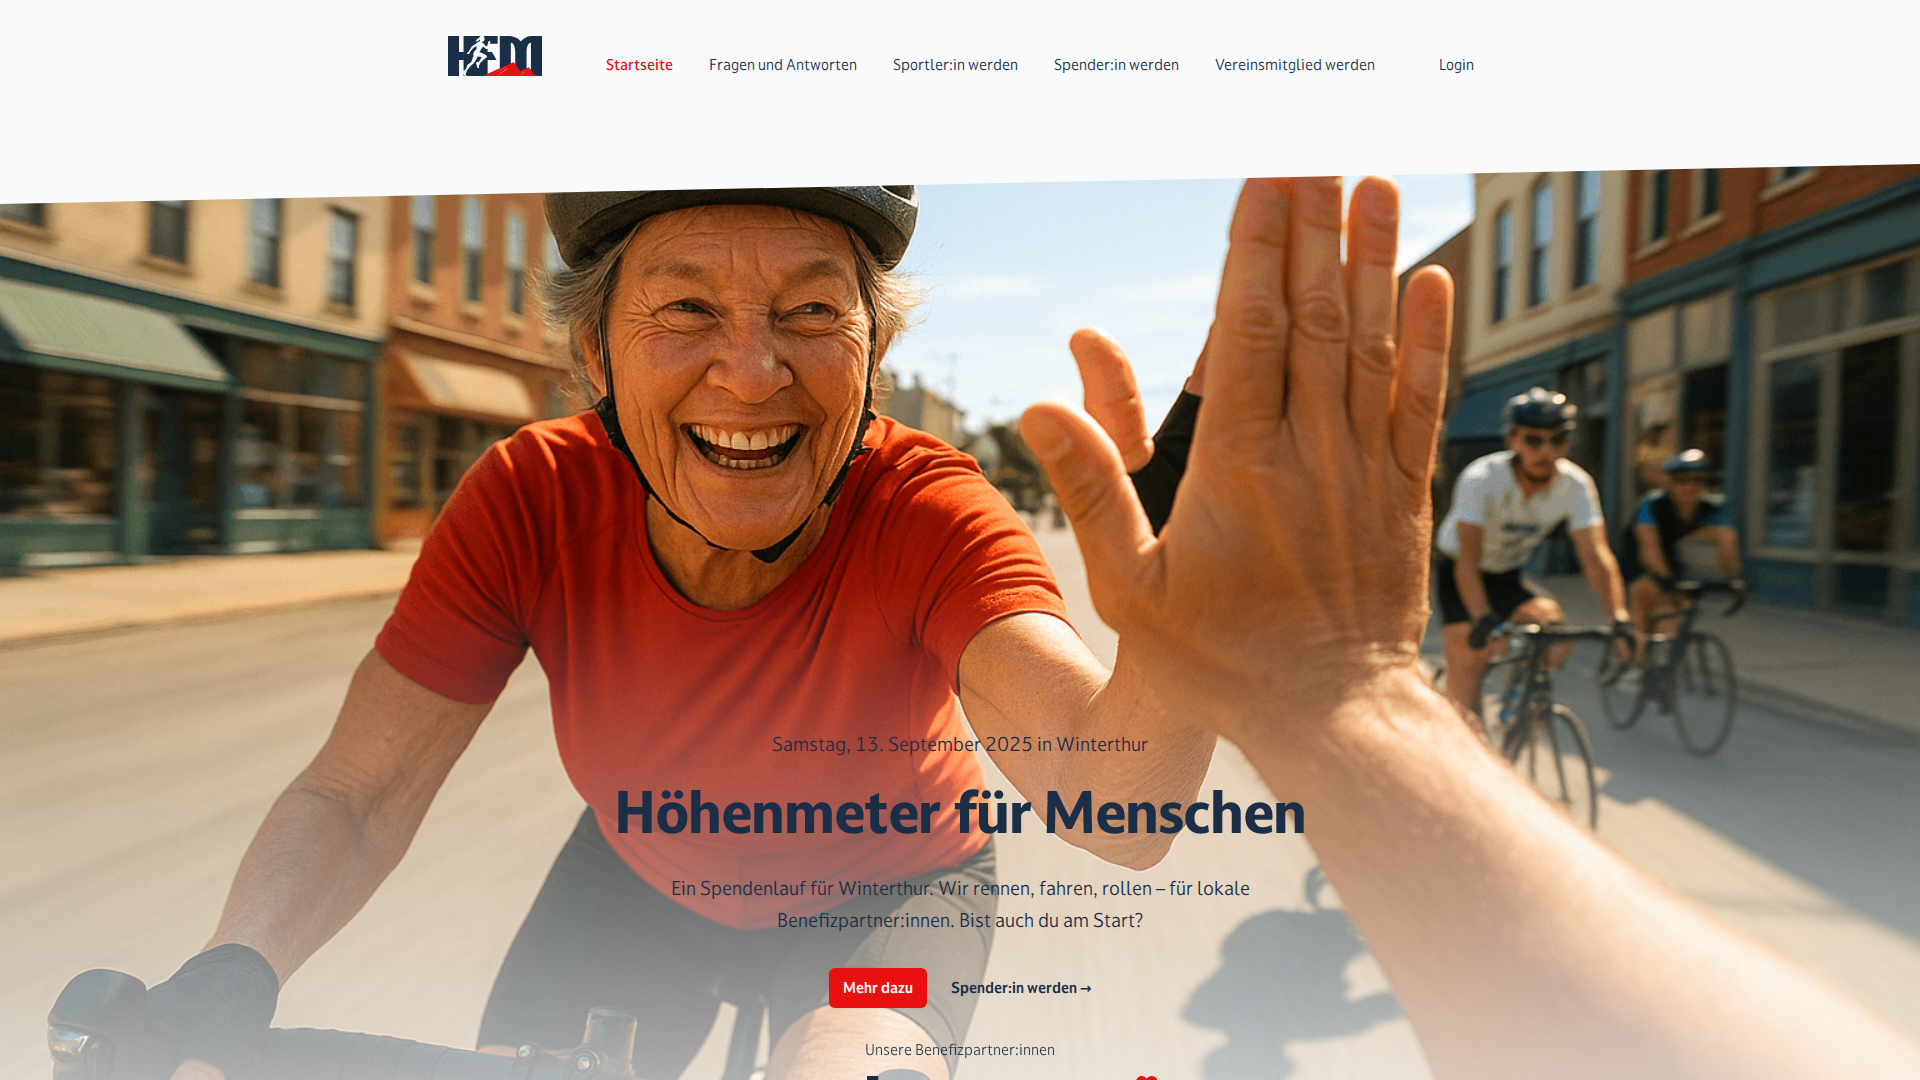 HFM
Startseite
Fragen und Antworten
Sportler:in werden
Spender:in werden
Vereinsmitglied werden
Login
Samstag, 13. September 2025 in Winterthur
Höhenmeter für Menschen
Ein Spendenlauf für Winterthur. Wir rennen, fahren, rollen – für lokale
Benefizpartner:innen. Bist auch du am Start?
Mehr dazu
Spender:in werden →
Unsere Benefizpartner:innen